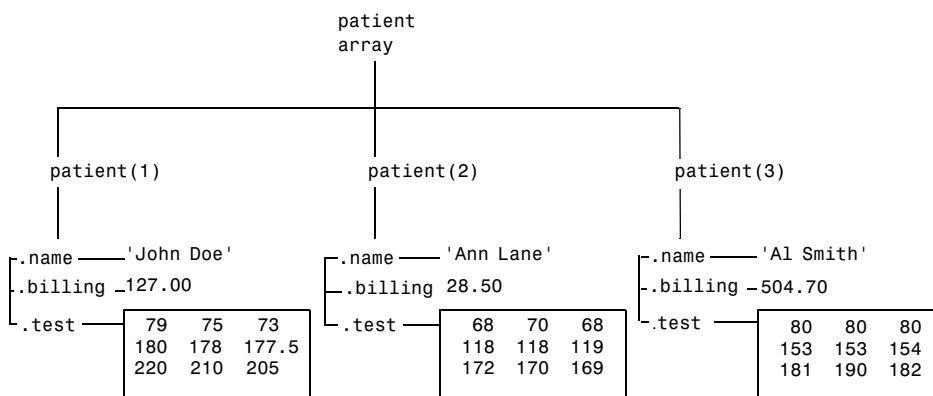 patient
array
patient(1)
patient(2)
patient(3)
.name 'John Doe'
.billing 127.00
.test
79 75 73
180 178 177.5
220 210 205
.name 'Ann Lane'
.billing 28.50
.test
68 70 68
118 118 119
172 170 169
.name 'Al Smith'
.billing 504.70
.test
80 80 80
153 153 154
181 190 182